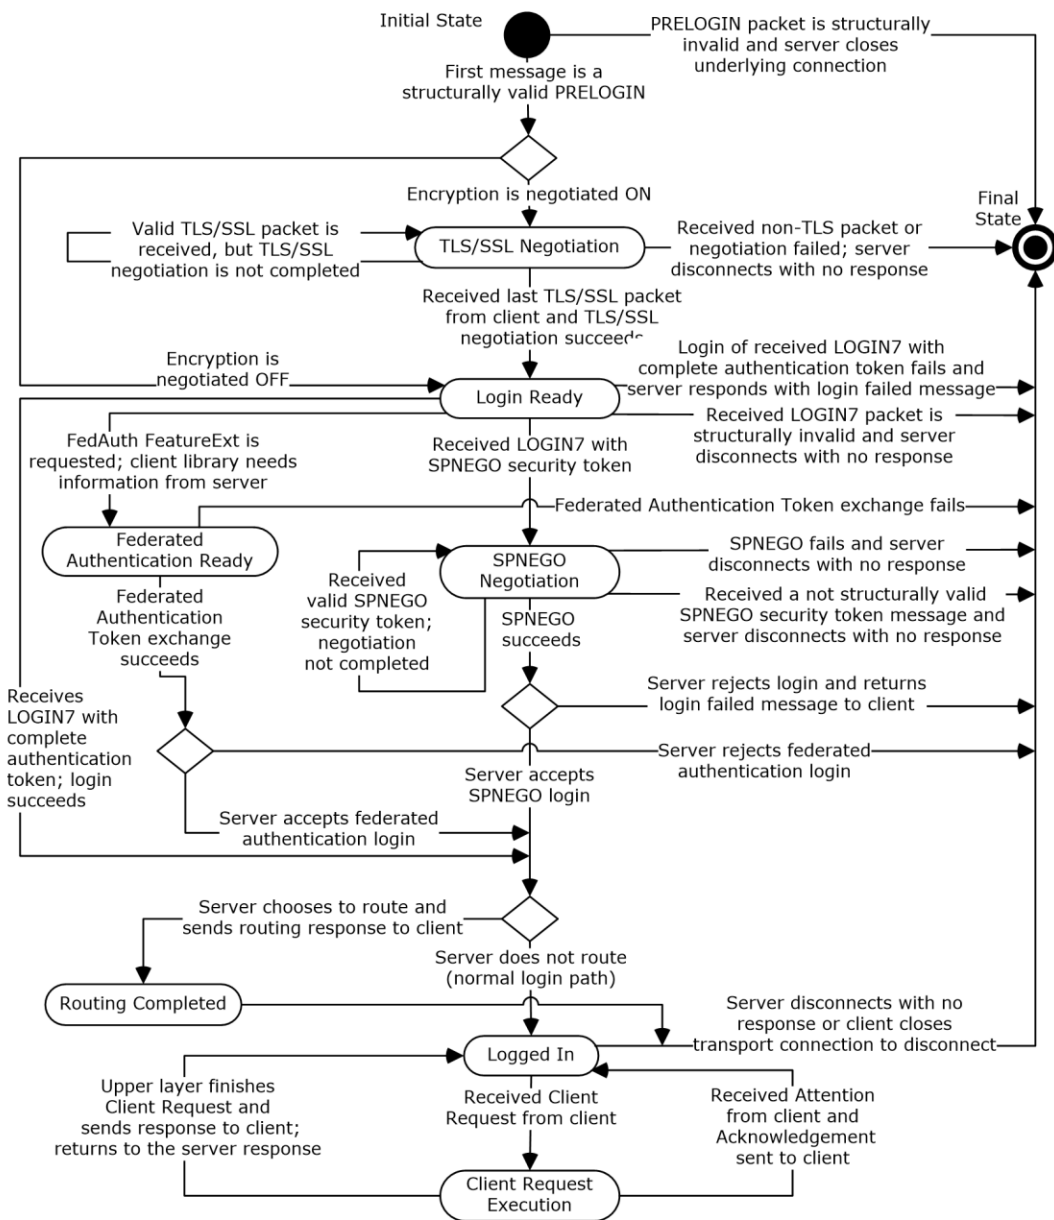 Initial State
PRELOGIN packet is structurally
invalid and server closes
underlying connection
First message is a
structurally valid PRELOGIN
Encryption is negotiated ON
Final
State
Valid TLS/SSL packet is
received, but TLS/SSL
negotiation is not completed
TLS/SSL Negotiation
Received non-TLS packet or
negotiation failed; server
disconnects with no response
Received last TLS/SSL packet
from client and TLS/SSL
negotiation succeeds
Encryption is
negotiated OFF
Login of received LOGIN7 with
complete authentication token fails and
server responds with login failed message
Login Ready
Received LOGIN7 packet is
structurally invalid and server
disconnects with no response
FedAuth FeatureExt is
requested; client library needs
information from server
Received LOGIN7 with
SPNEGO security token
Federated Authentication Token exchange fails
Federated
Authentication Ready
SPNEGO
Negotiation
SPNEGO fails and server
disconnects with no response
Received
valid SPNEGO
security token;
negotiation
not completed
Received a not structurally valid
SPNEGO security token message and
server disconnects with no response
Federated
Authentication
Token exchange
succeeds
SPNEGO
succeeds
Server rejects login and returns
login failed message to client
Receives
LOGIN7 with
complete
authentication
token; login
succeeds
Server rejects federated
authentication login
Server accepts
SPNEGO login
Server accepts federated
authentication login
Server chooses to route and
sends routing response to client
Server does not route
(normal login path)
Routing Completed
Server disconnects with no
response or client closes
transport connection to disconnect
Logged In
Upper layer finishes
Client Request and
sends response to client;
returns to the server response
Received Client
Request from client
Received Attention
from client and
Acknowledgement
sent to client
Client Request
Execution